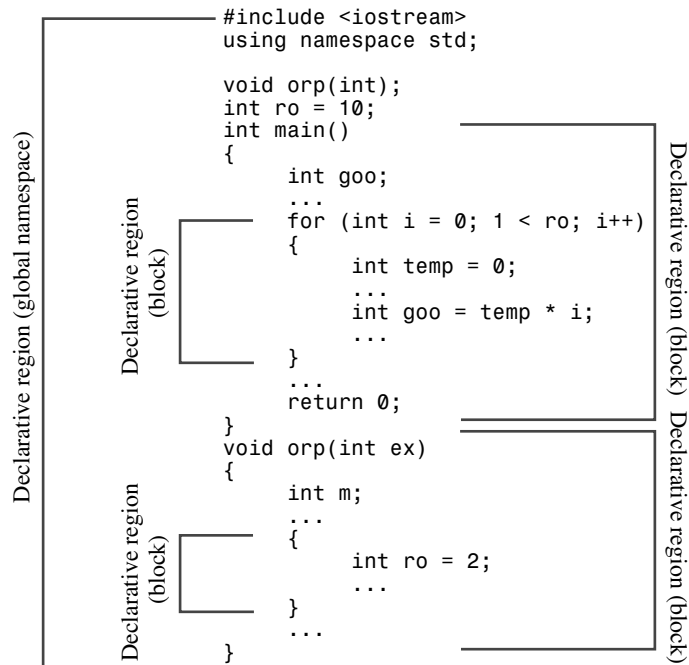 #include <iostream>
using namespace std;
void orp(int);
int ro = 10;
int main()
{
int goo;
...
for (int i = 0; 1 < ro; i++)
{
int temp = 0;
...
int goo = temp * i;
...
}
...
return 0;
}
void orp(int ex)
{
int m;
...
{
int ro = 2;
...
}
...
}
Declarative region (global namespace)
Declarative region
(block)
Declarative region
(block)
Declarative region (block)
Declarative region (block)